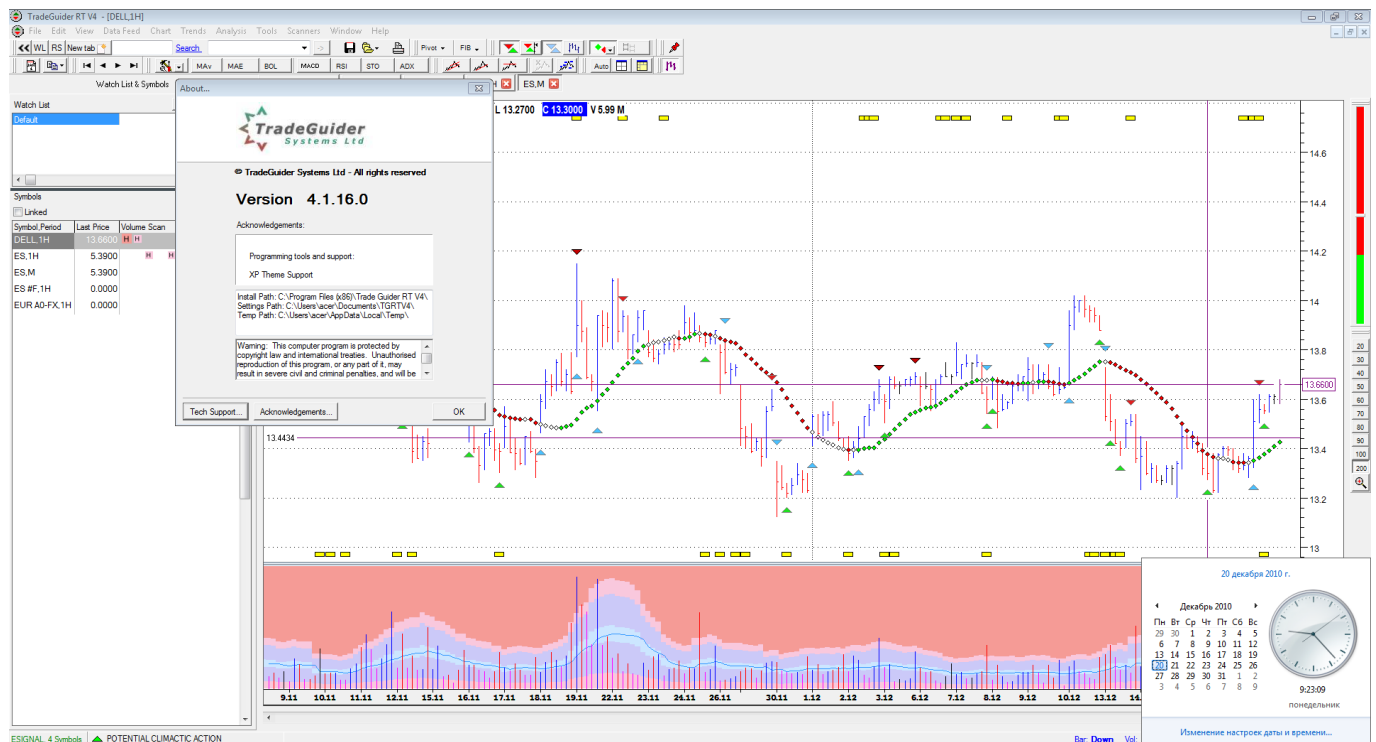 TradeGuider RT V4 - [DELL,1H]
File Edit View Data Feed Chart Trends Analysis Tools Scanners Window Help
WL RS New tab Search Pivot FIB
MAv MAE BOL MACD RSI STO ADX Auto
Watch List & Symbols
ES,M
About...
Watch List
Default
L 13.2700 C 13.3000 V 5.99 M
TradeGuider
Systems Ltd
© TradeGuider Systems Ltd - All rights reserved
Version 4.1.16.0
Acknowledgements:
Programming tools and support:
XP Theme Support
Install Path: C:\Program Files (x86)\Trade Guider RT V4\
Settings Path: C:\Users\acer\Documents\TGRTV4\
Temp Path: C:\Users\acer\AppData\Local\Temp\
Warning: This computer program is protected by
copyright law and international treaties. Unauthorised
reproduction of this program, or any part of it, may
result in severe civil and criminal penalties, and will be
Tech Support... Acknowledgements... OK
Symbols
Linked
Symbol,Period Last Price Volume Scan
DELL,1H 13.6600 H H
ES,1H 5.3900 H H
ES,M 5.3900
ES #F,1H 0.0000
EUR A0-FX,1H 0.0000
14.6
14.4
14.2
14
13.8
13.6600
13.6
13.4
13.2
13
13.4434
20
30
40
50
60
70
80
90
100
200
9.11 10.11 11.11 12.11 15.11 16.11 17.11 18.11 19.11 22.11 23.11 24.11 26.11 30.11 1.12 2.12 3.12 6.12 7.12 8.12 9.12 10.12 13.12 14.
20 декабря 2010 г.
Декабрь 2010
Пн Вт Ср Чт Пт Сб Вс
29 30 1 2 3 4 5
6 7 8 9 10 11 12
13 14 15 16 17 18 19
20 21 22 23 24 25 26
27 28 29 30 31 1 2
3 4 5 6 7 8 9
9:23:09
понедельник
Изменение настроек даты и времени...
ESIGNAL, 4 Symbols POTENTIAL CLIMACTIC ACTION Bar: Down Vol: